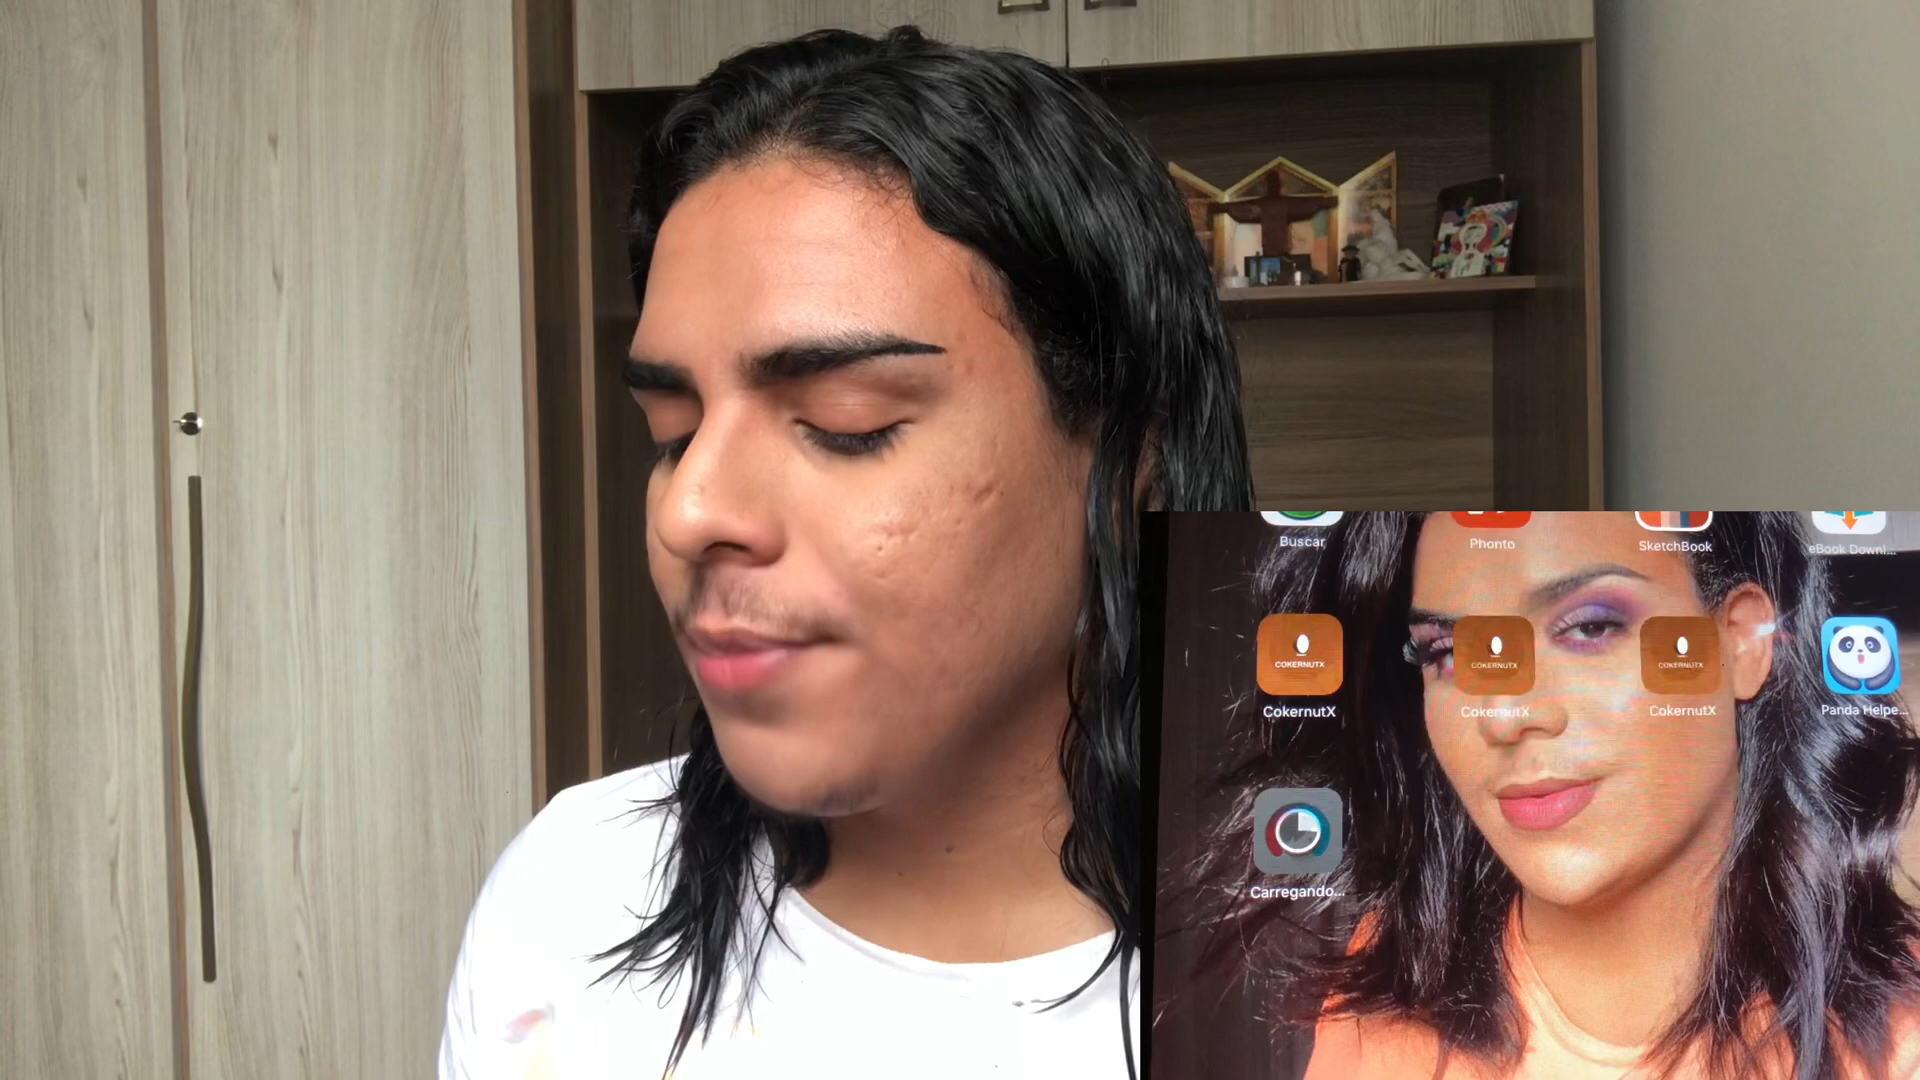 Buscar
Phonto
SketchBook
eBook Downl...
COKERNUTX
COKERNUTX
COKERNUTX
CokernutX
CokernutX
CokernutX
Panda Helpe...
Carregando...